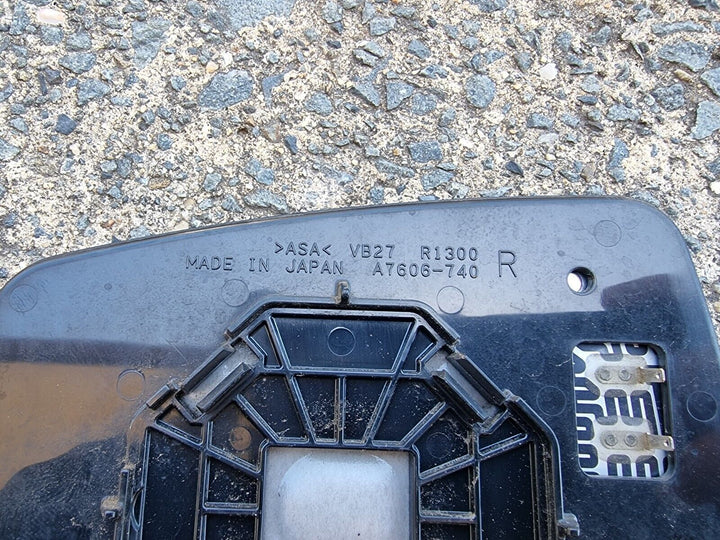 >ASA< VB27 R1300
MADE IN JAPAN A7606-740 R